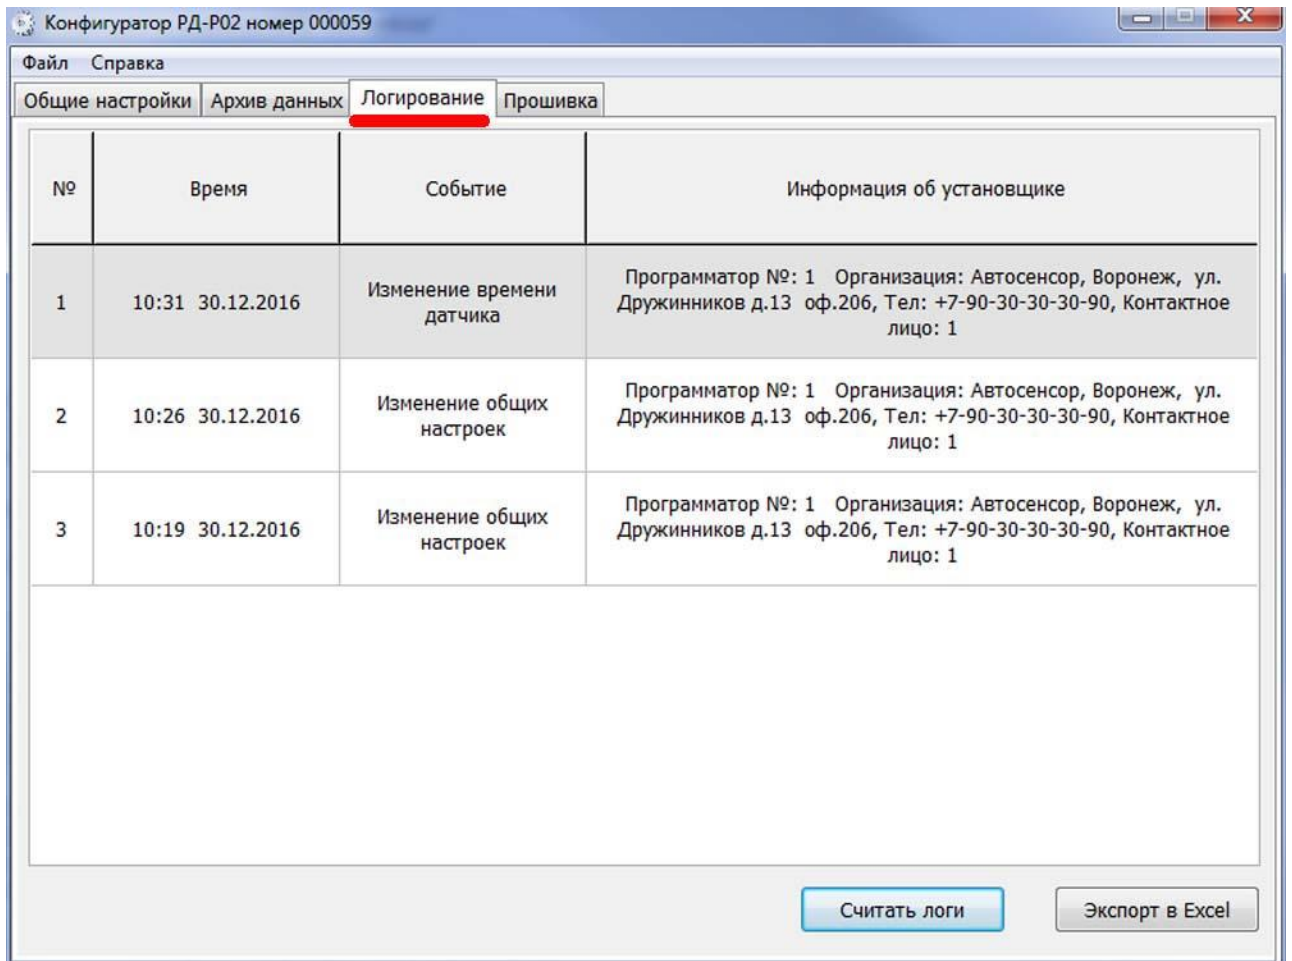 Конфигуратор РД-Р02 номер 000059
Файл Справка
Общие настройки Архив данных Логирование Прошивка
№ Время Событие Информация об установщике
1 10:31 30.12.2016 Изменение времени датчика Программатор №: 1 Организация: Автосенсор, Воронеж, ул.
Дружинников д.13 оф.206, Тел: +7-90-30-30-30-90, Контактное
лицо: 1
2 10:26 30.12.2016 Изменение общих настроек Программатор №: 1 Организация: Автосенсор, Воронеж, ул.
Дружинников д.13 оф.206, Тел: +7-90-30-30-30-90, Контактное
лицо: 1
3 10:19 30.12.2016 Изменение общих настроек Программатор №: 1 Организация: Автосенсор, Воронеж, ул.
Дружинников д.13 оф.206, Тел: +7-90-30-30-30-90, Контактное
лицо: 1
Считать логи Экспорт в Excel